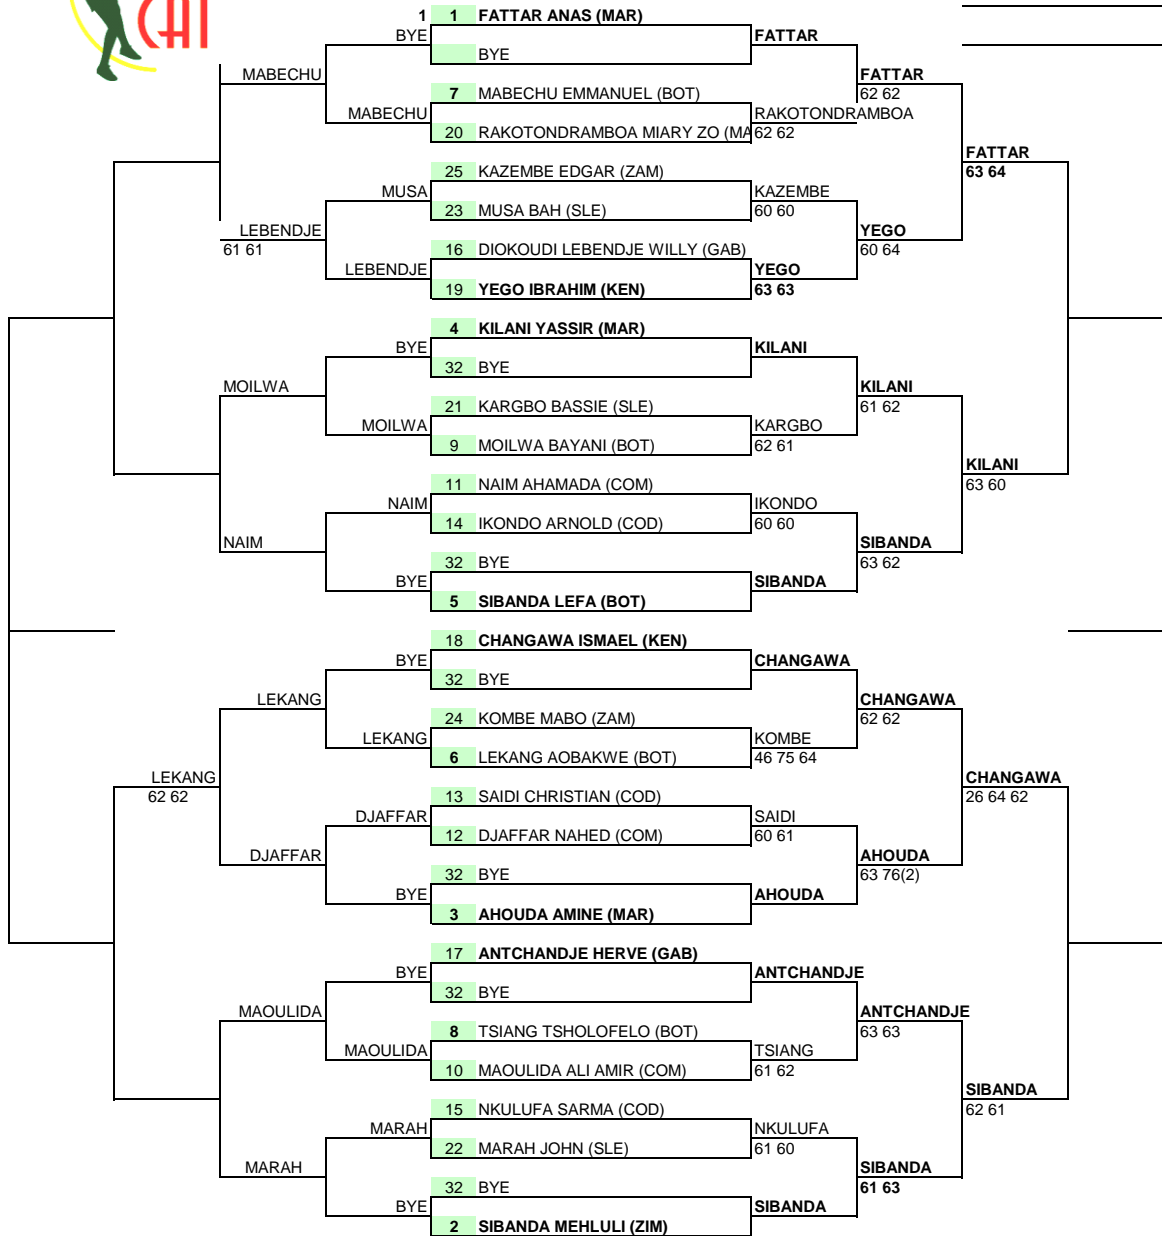 CHI
1 1 FATTAR ANAS (MAR)
BYE FATTAR
BYE
MABECHU FATTAR
7 MABECHU EMMANUEL (BOT) 62 62
MABECHU RAKOTONDRAMBOA
20 RAKOTONDRAMBOA MIARY ZO (MA 62 62
FATTAR
25 KAZEMBE EDGAR (ZAM) 63 64
MUSA KAZEMBE
23 MUSA BAH (SLE) 60 60
LEBENDJE YEGO
61 61 16 DIOKOUDI LEBENDJE WILLY (GAB) 60 64
LEBENDJE YEGO
19 YEGO IBRAHIM (KEN) 63 63
4 KILANI YASSIR (MAR)
BYE KILANI
32 BYE
MOILWA KILANI
21 KARGBO BASSIE (SLE) 61 62
MOILWA KARGBO
9 MOILWA BAYANI (BOT) 62 61
KILANI
11 NAIM AHAMADA (COM) 63 60
NAIM IKONDO
14 IKONDO ARNOLD (COD) 60 60
NAIM SIBANDA
32 BYE 63 62
BYE SIBANDA
5 SIBANDA LEFA (BOT)
18 CHANGAWA ISMAEL (KEN)
BYE CHANGAWA
32 BYE
LEKANG CHANGAWA
24 KOMBE MABO (ZAM) 62 62
LEKANG KOMBE
6 LEKANG AOBAKWE (BOT) 46 75 64
LEKANG CHANGAWA
62 62 13 SAIDI CHRISTIAN (COD) 26 64 62
DJAFFAR SAIDI
12 DJAFFAR NAHED (COM) 60 61
DJAFFAR AHOUDA
32 BYE 63 76(2)
BYE AHOUDA
3 AHOUDA AMINE (MAR)
17 ANTCHANDJE HERVE (GAB)
BYE ANTCHANDJE
32 BYE
MAOULIDA ANTCHANDJE
8 TSIANG TSHOLOFELO (BOT) 63 63
MAOULIDA TSIANG
10 MAOULIDA ALI AMIR (COM) 61 62
SIBANDA
15 NKULUFA SARMA (COD) 62 61
MARAH NKULUFA
22 MARAH JOHN (SLE) 61 60
MARAH SIBANDA
32 BYE 61 63
BYE SIBANDA
2 SIBANDA MEHLULI (ZIM)